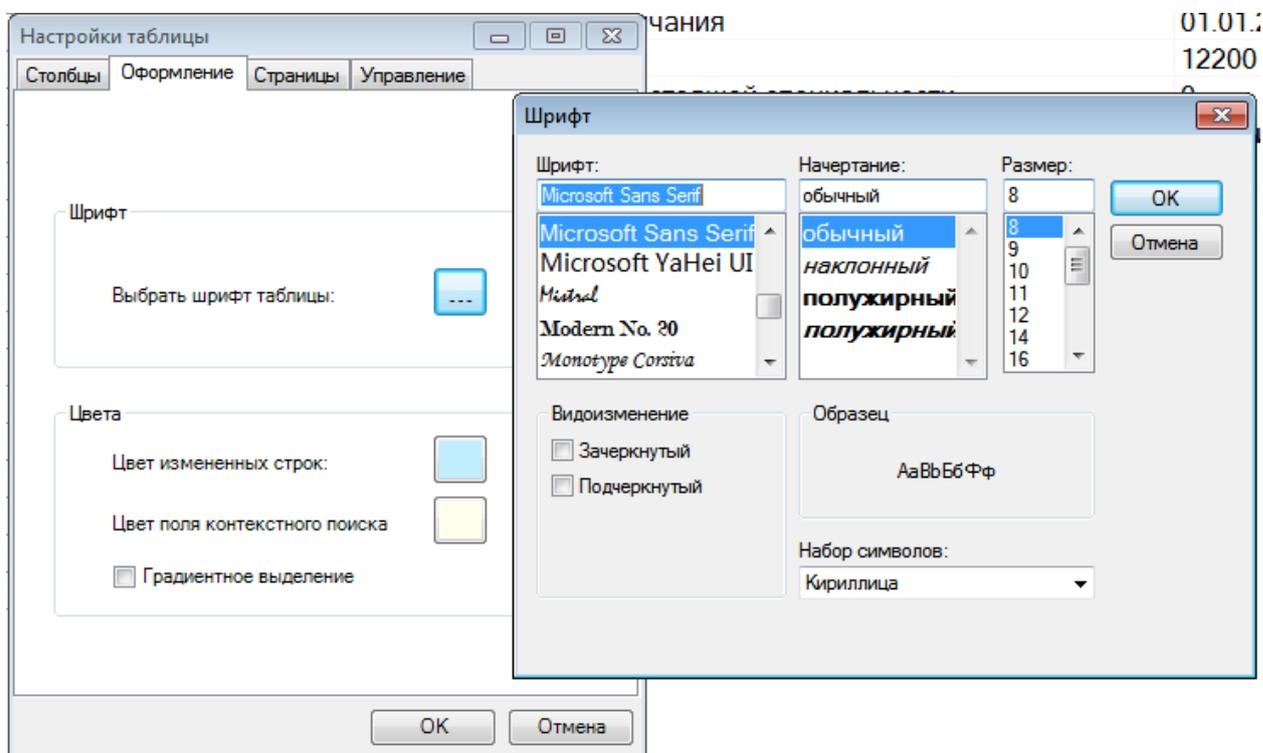 чания
01.01.2
12200
Настройки таблицы
Столбцы Оформление Страницы Управление
Шрифт
Выбрать шрифт таблицы: ...
Цвета
Цвет измененных строк:
Цвет поля контекстного поиска
Градиентное выделение
OK Отмена
Шрифт
Шрифт: Начертание: Размер:
Microsoft Sans Serif обычный 8 OK
Microsoft Sans Serif обычный 8
Отмена
Microsoft YaHei UI наклонный 9
10
Mistral полужирный 11
Modern No. 20 полужирный 12
14
Monotype Corsiva 16
Видоизменение Образец
Зачеркнутый
Подчеркнутый
АаВbБбФф
Набор символов:
Кириллица